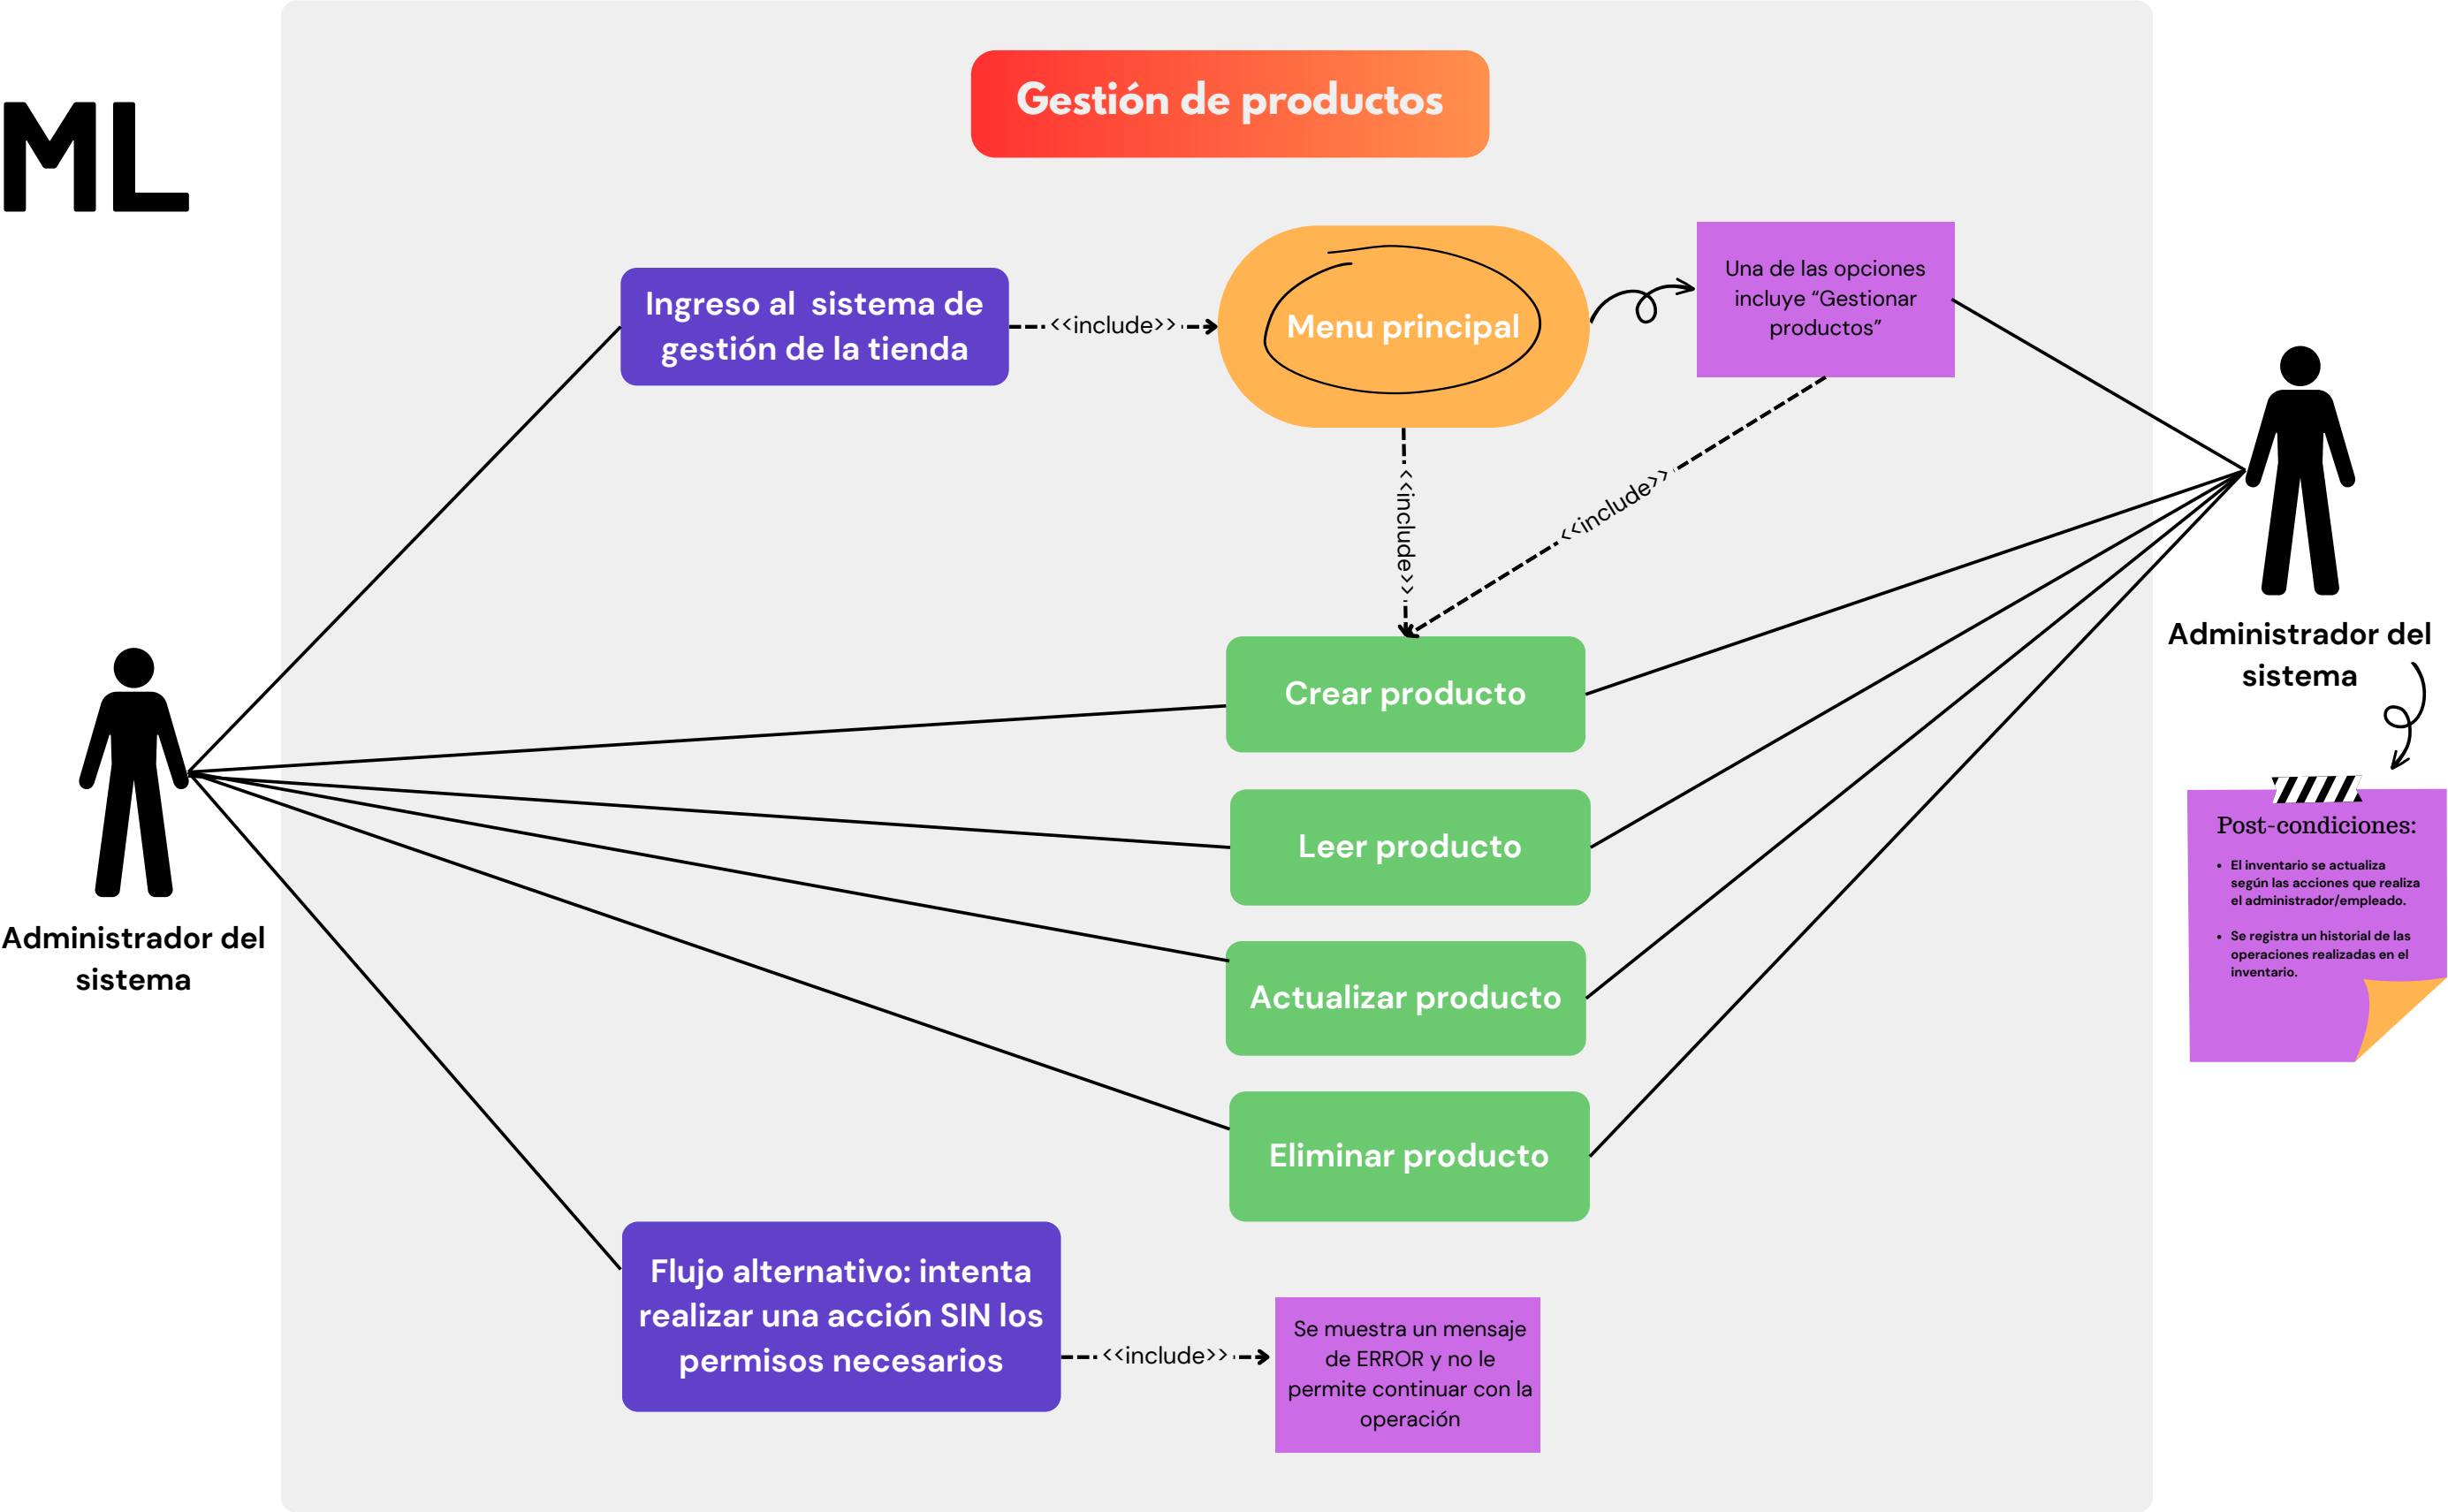 Gestión de productos
ML
Ingreso al sistema de
gestión de la tienda
<<include>>
Menu principal
Una de las opciones
incluye “Gestionar
productos”
<<include>>
<<include>>
Administrador del
sistema
Crear producto
Leer producto
Actualizar producto
Eliminar producto
Administrador del
sistema
Post-condiciones:
• El inventario se actualiza
según las acciones que realiza
el administrador/empleado.
• Se registra un historial de las
operaciones realizadas en el
inventario.
Flujo alternativo: intenta
realizar una acción SIN los
permisos necesarios
<<include>>
Se muestra un mensaje
de ERROR y no le
permite continuar con la
operación